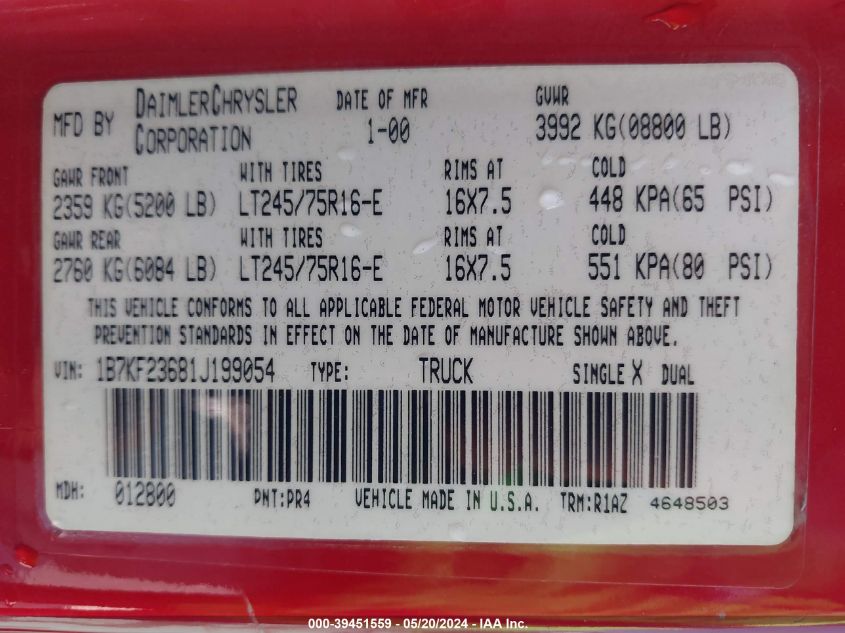 MFD BY DAIMLERCHRYSLER CORPORATION DATE OF MFR 1-00 GVWR 3992 KG(08800 LB)
GAWR FRONT WITH TIRES RIMS AT COLD
2359 KG(5200 LB) LT245/75R16-E 16X7.5 448 KPA(65 PSI)
GAWR REAR WITH TIRES RIMS AT COLD
2760 KG(6084 LB) LT245/75R16-E 16X7.5 551 KPA(80 PSI)
THIS VEHICLE CONFORMS TO ALL APPLICABLE FEDERAL MOTOR VEHICLE SAFETY AND THEFT
PREVENTION STANDARDS IN EFFECT ON THE DATE OF MANUFACTURE SHOWN ABOVE.
VIN: 1B7KF23681J199054 TYPE: TRUCK SINGLE X DUAL
MDH: 012800 PNT:PR4 VEHICLE MADE IN U.S.A. TRM:R1AZ 4648503
000-39451559 — 05/20/2024 - IAA Inc.